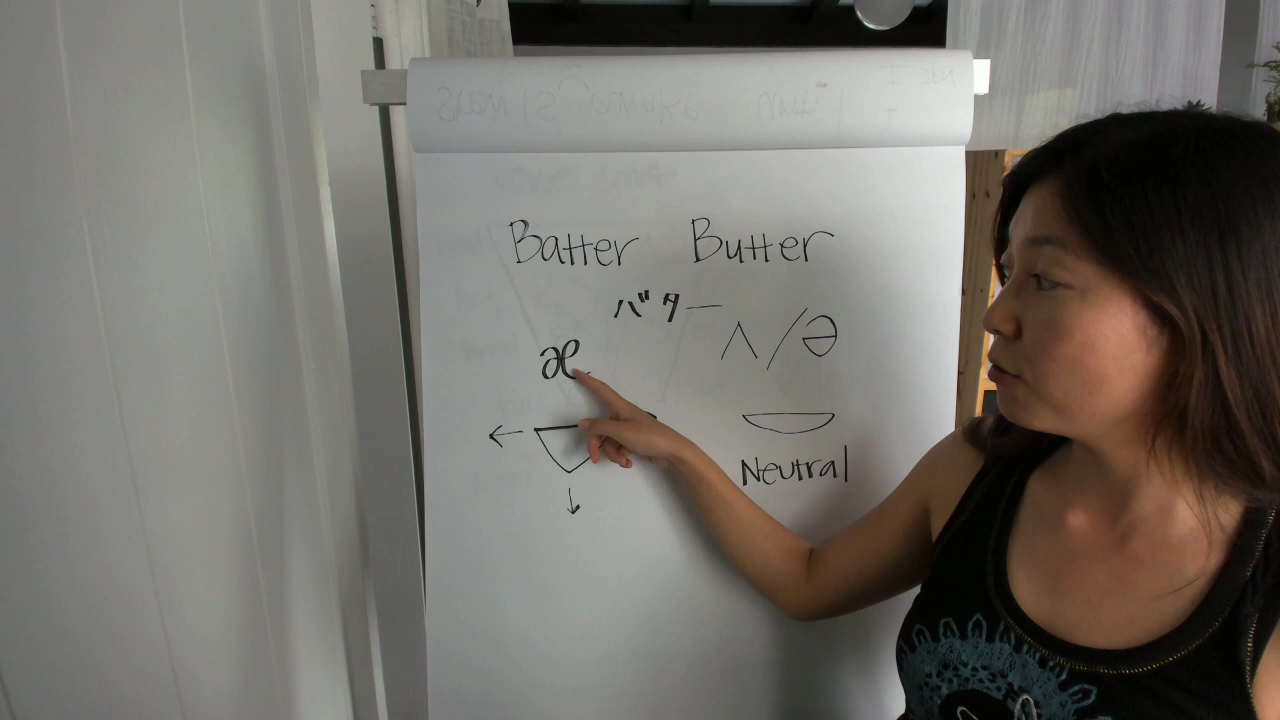 Batter Butter
バター
ʌ/ə
æ
Neutral